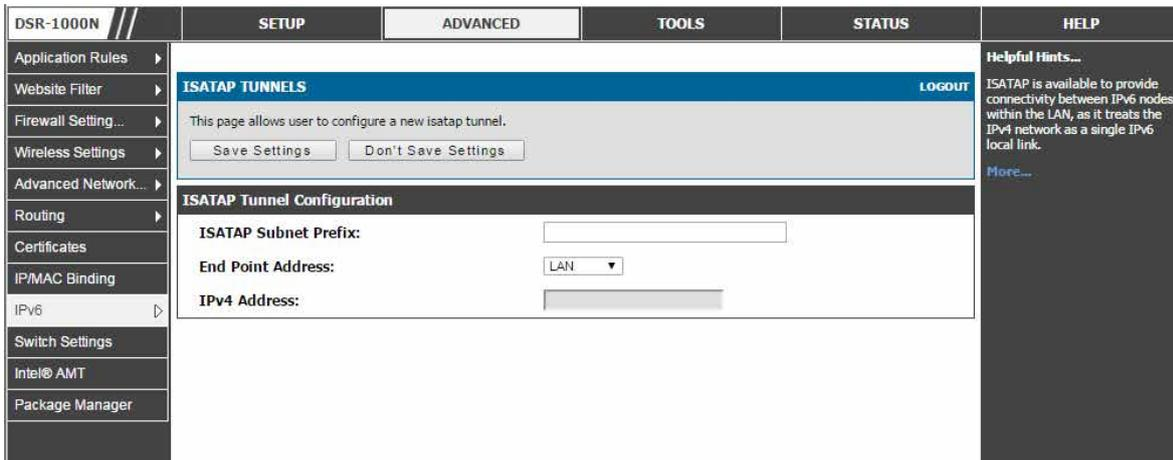 DSR-1000N
SETUP
ADVANCED
TOOLS
STATUS
HELP
Application Rules
Website Filter
Firewall Setting...
Wireless Settings
Advanced Network...
Routing
Certificates
IP/MAC Binding
IPv6
Switch Settings
Intel® AMT
Package Manager
ISATAP TUNNELS
LOGOUT
This page allows user to configure a new isatap tunnel.
Save Settings
Don't Save Settings
ISATAP Tunnel Configuration
ISATAP Subnet Prefix:
End Point Address:
LAN
IPv4 Address:
Helpful Hints...
ISATAP is available to provide
connectivity between IPv6 nodes
within the LAN, as it treats the
IPv4 network as a single IPv6
local link.
More...